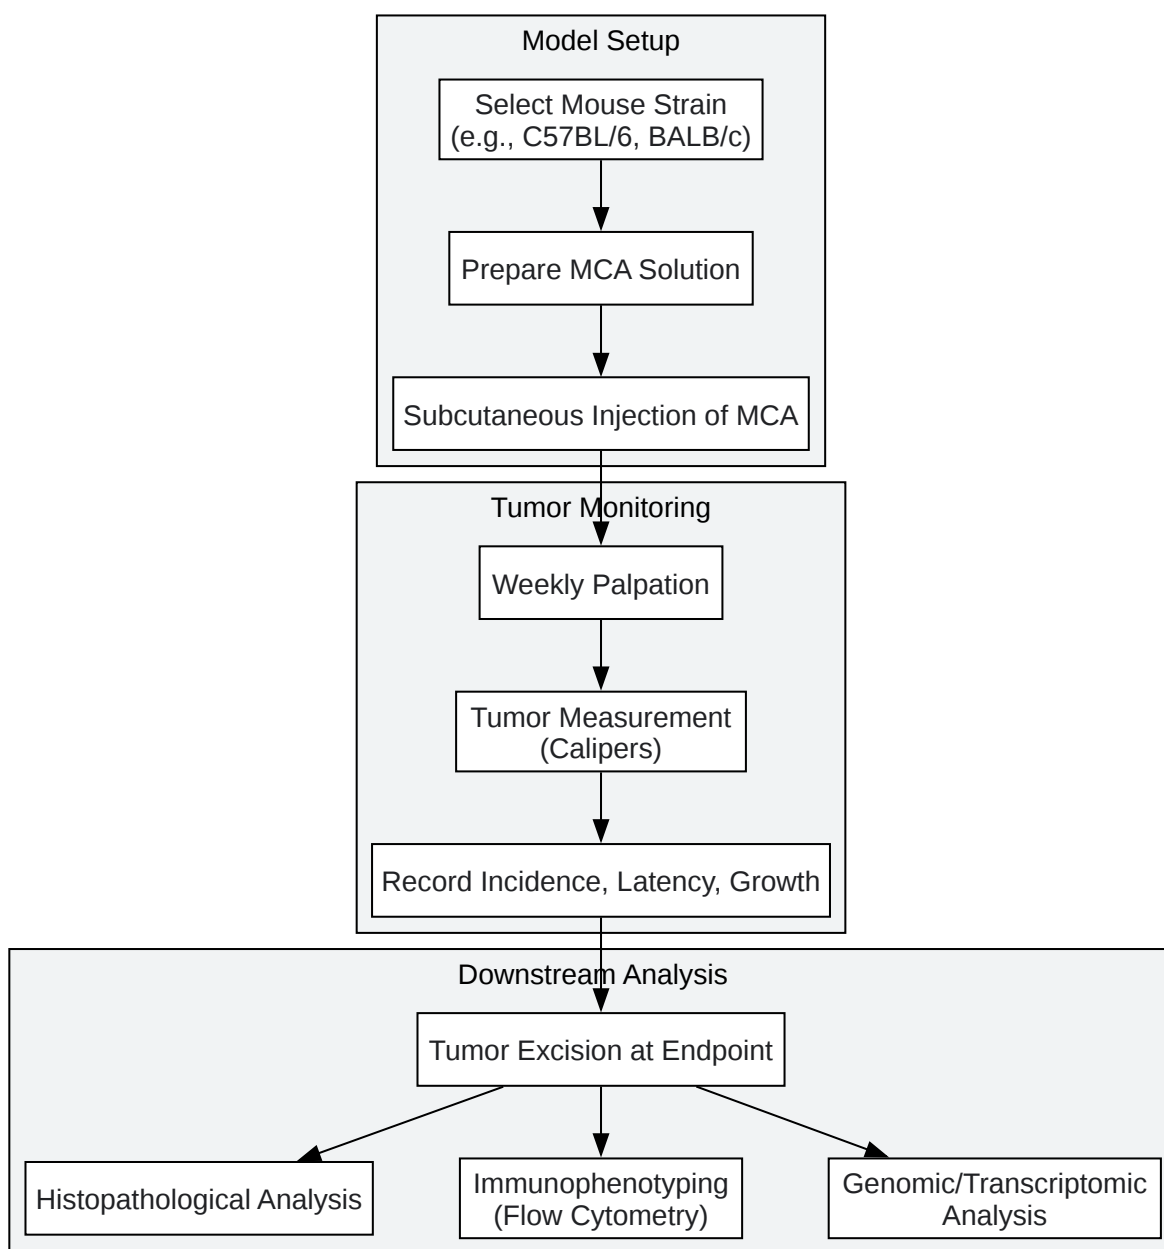 Model Setup
Select Mouse Strain
(e.g., C57BL/6, BALB/c)
Prepare MCA Solution
Subcutaneous Injection of MCA
Tumor Monitoring
Weekly Palpation
Tumor Measurement
(Calipers)
Record Incidence, Latency, Growth
Downstream Analysis
Tumor Excision at Endpoint
Histopathological Analysis
Immunophenotyping
(Flow Cytometry)
Genomic/Transcriptomic
Analysis